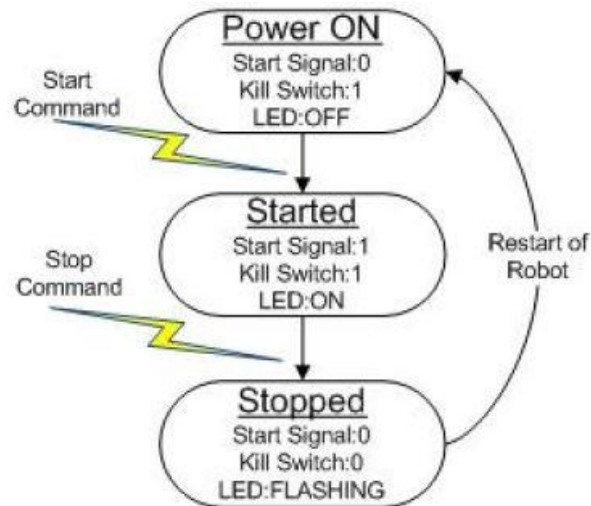 Power ON
Start Signal:0
Kill Switch:1
LED:OFF
Start
Command
Started
Start Signal:1
Kill Switch:1
LED:ON
Stop
Command
Restart of
Robot
Stopped
Start Signal:0
Kill Switch:0
LED:FLASHING